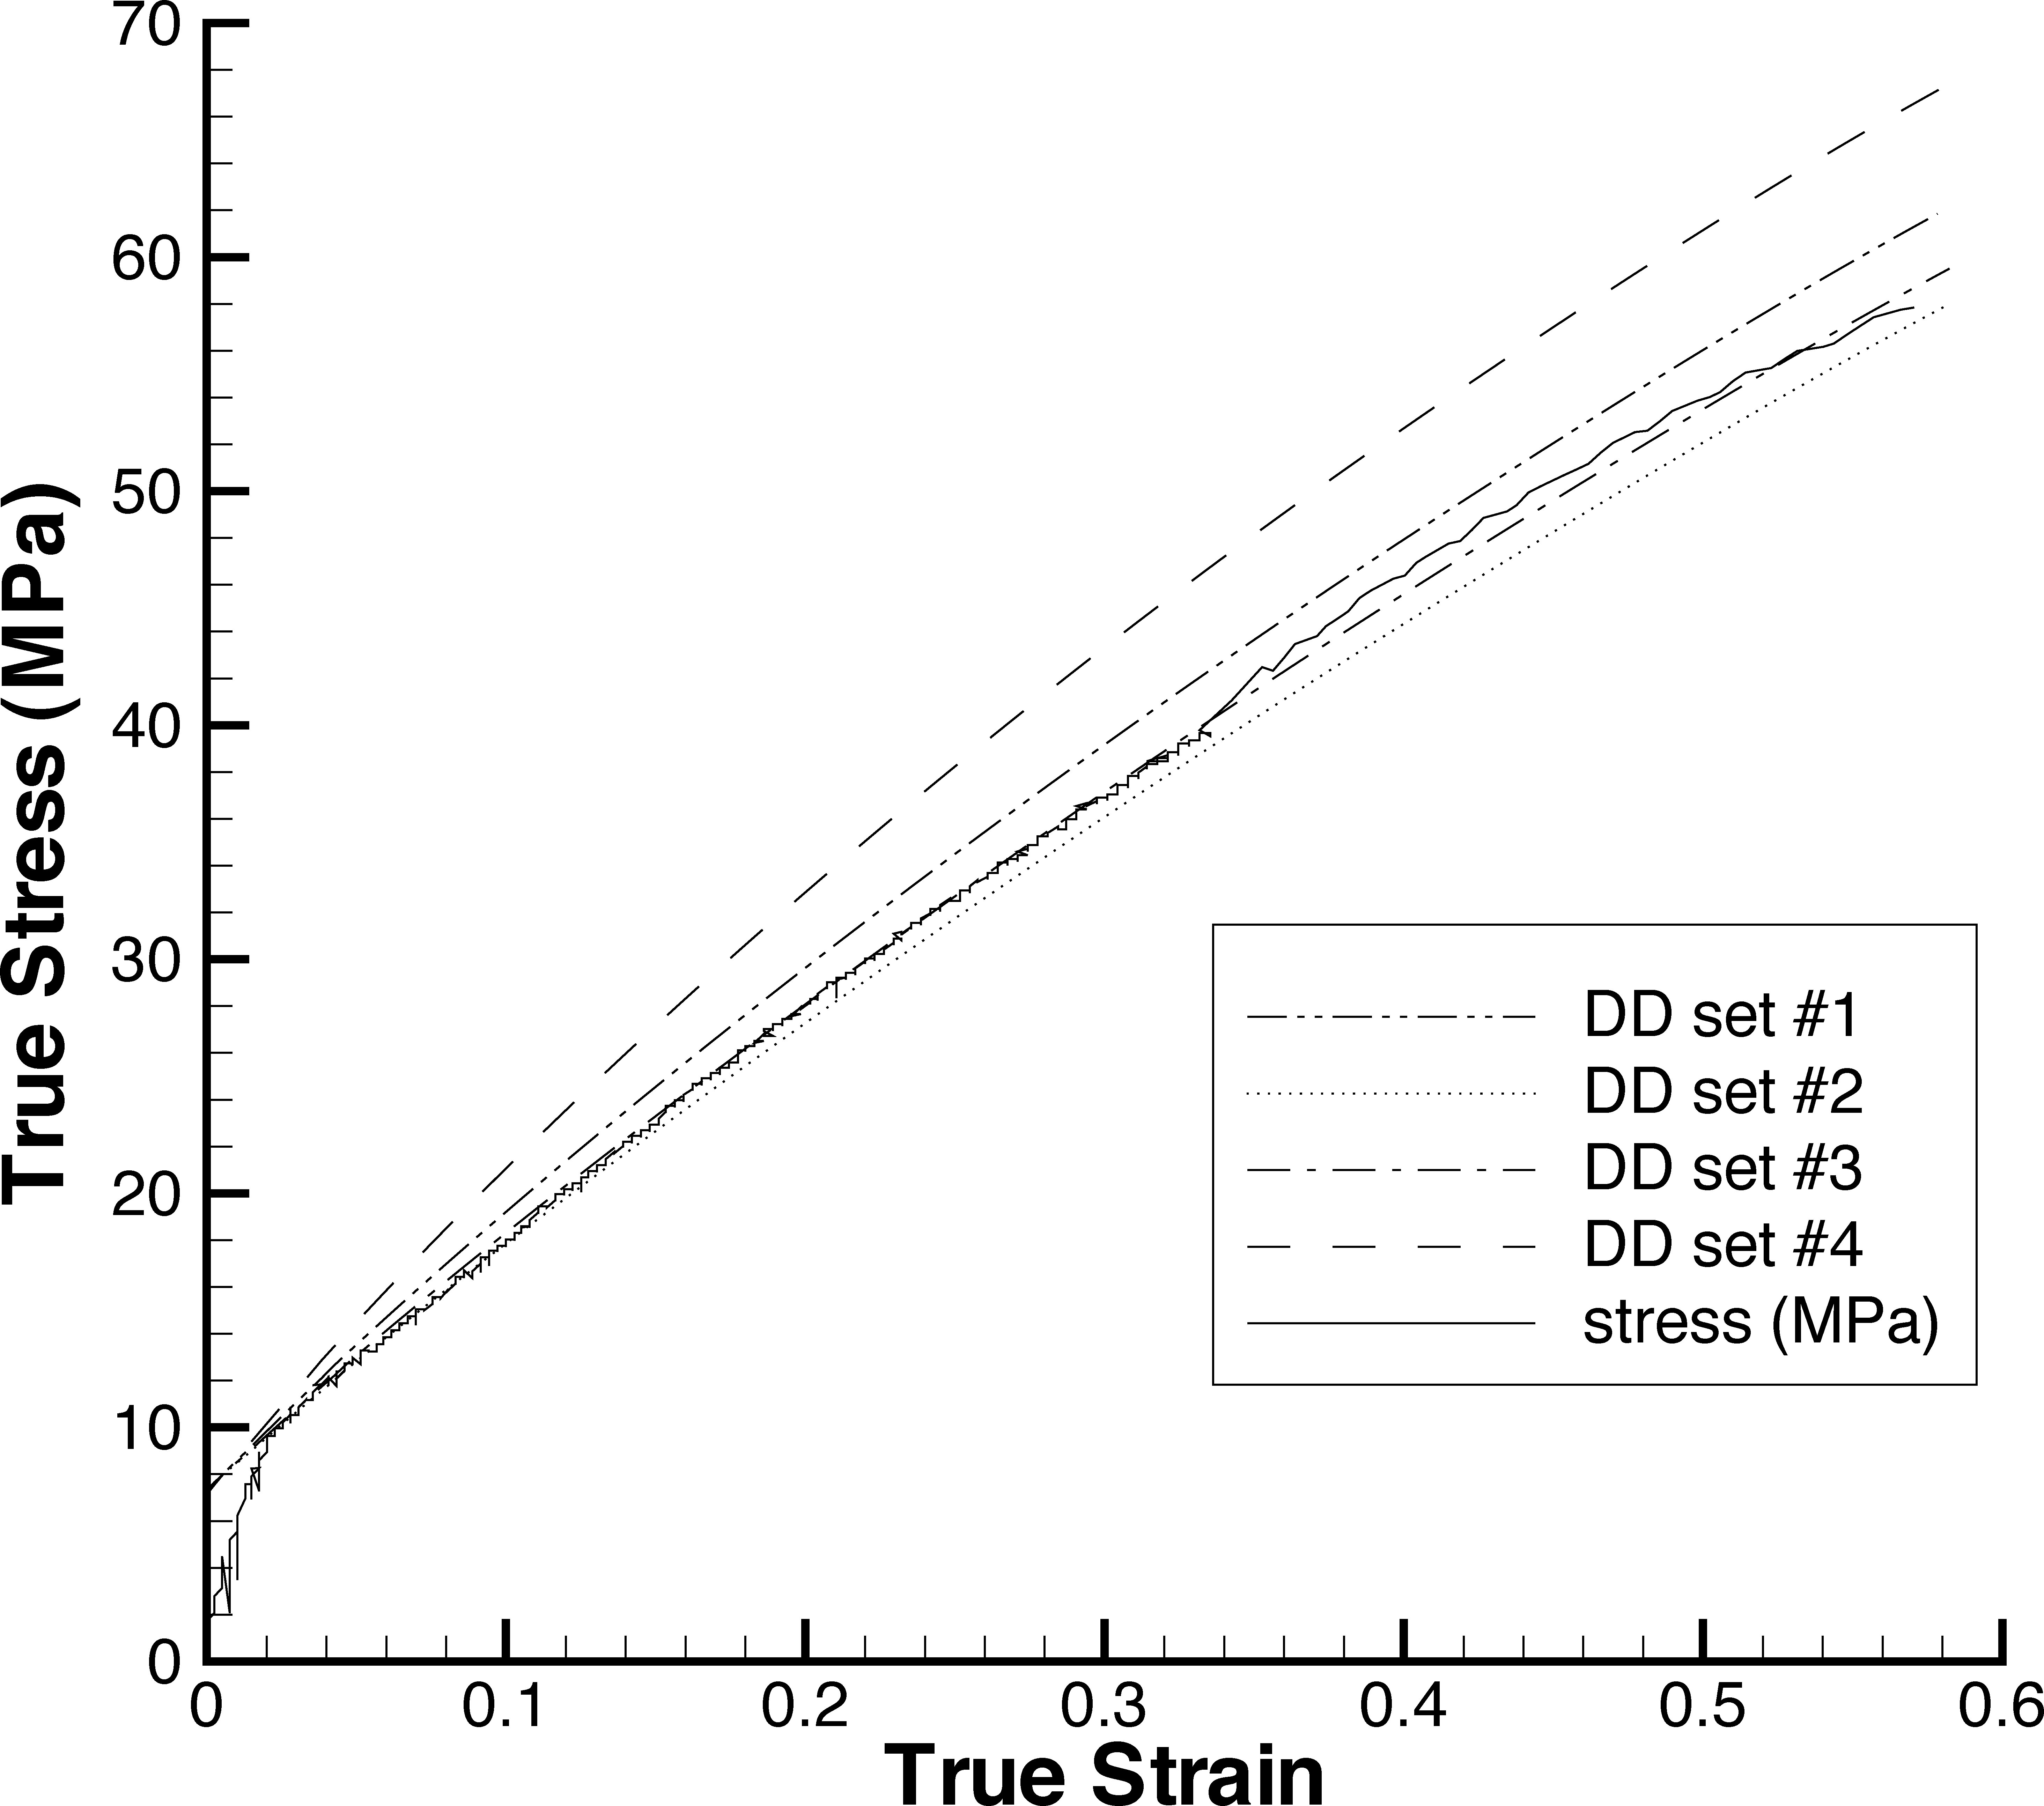 70
60
50
40
30
20
10
0
True Stress (MPa)
0 0.1 0.2 0.3 0.4 0.5 0.6
True Strain
DD set #1
DD set #2
DD set #3
DD set #4
stress (MPa)